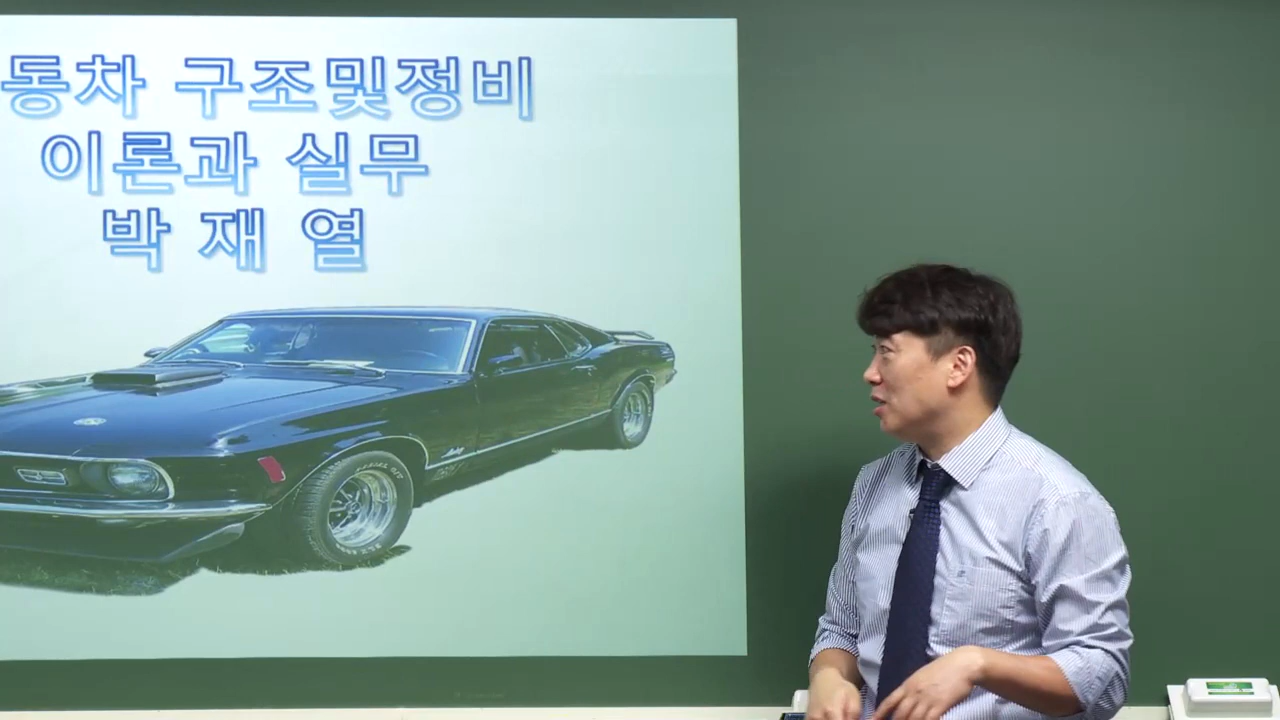 동차 구조및정비
이론과 실무
박 재 열